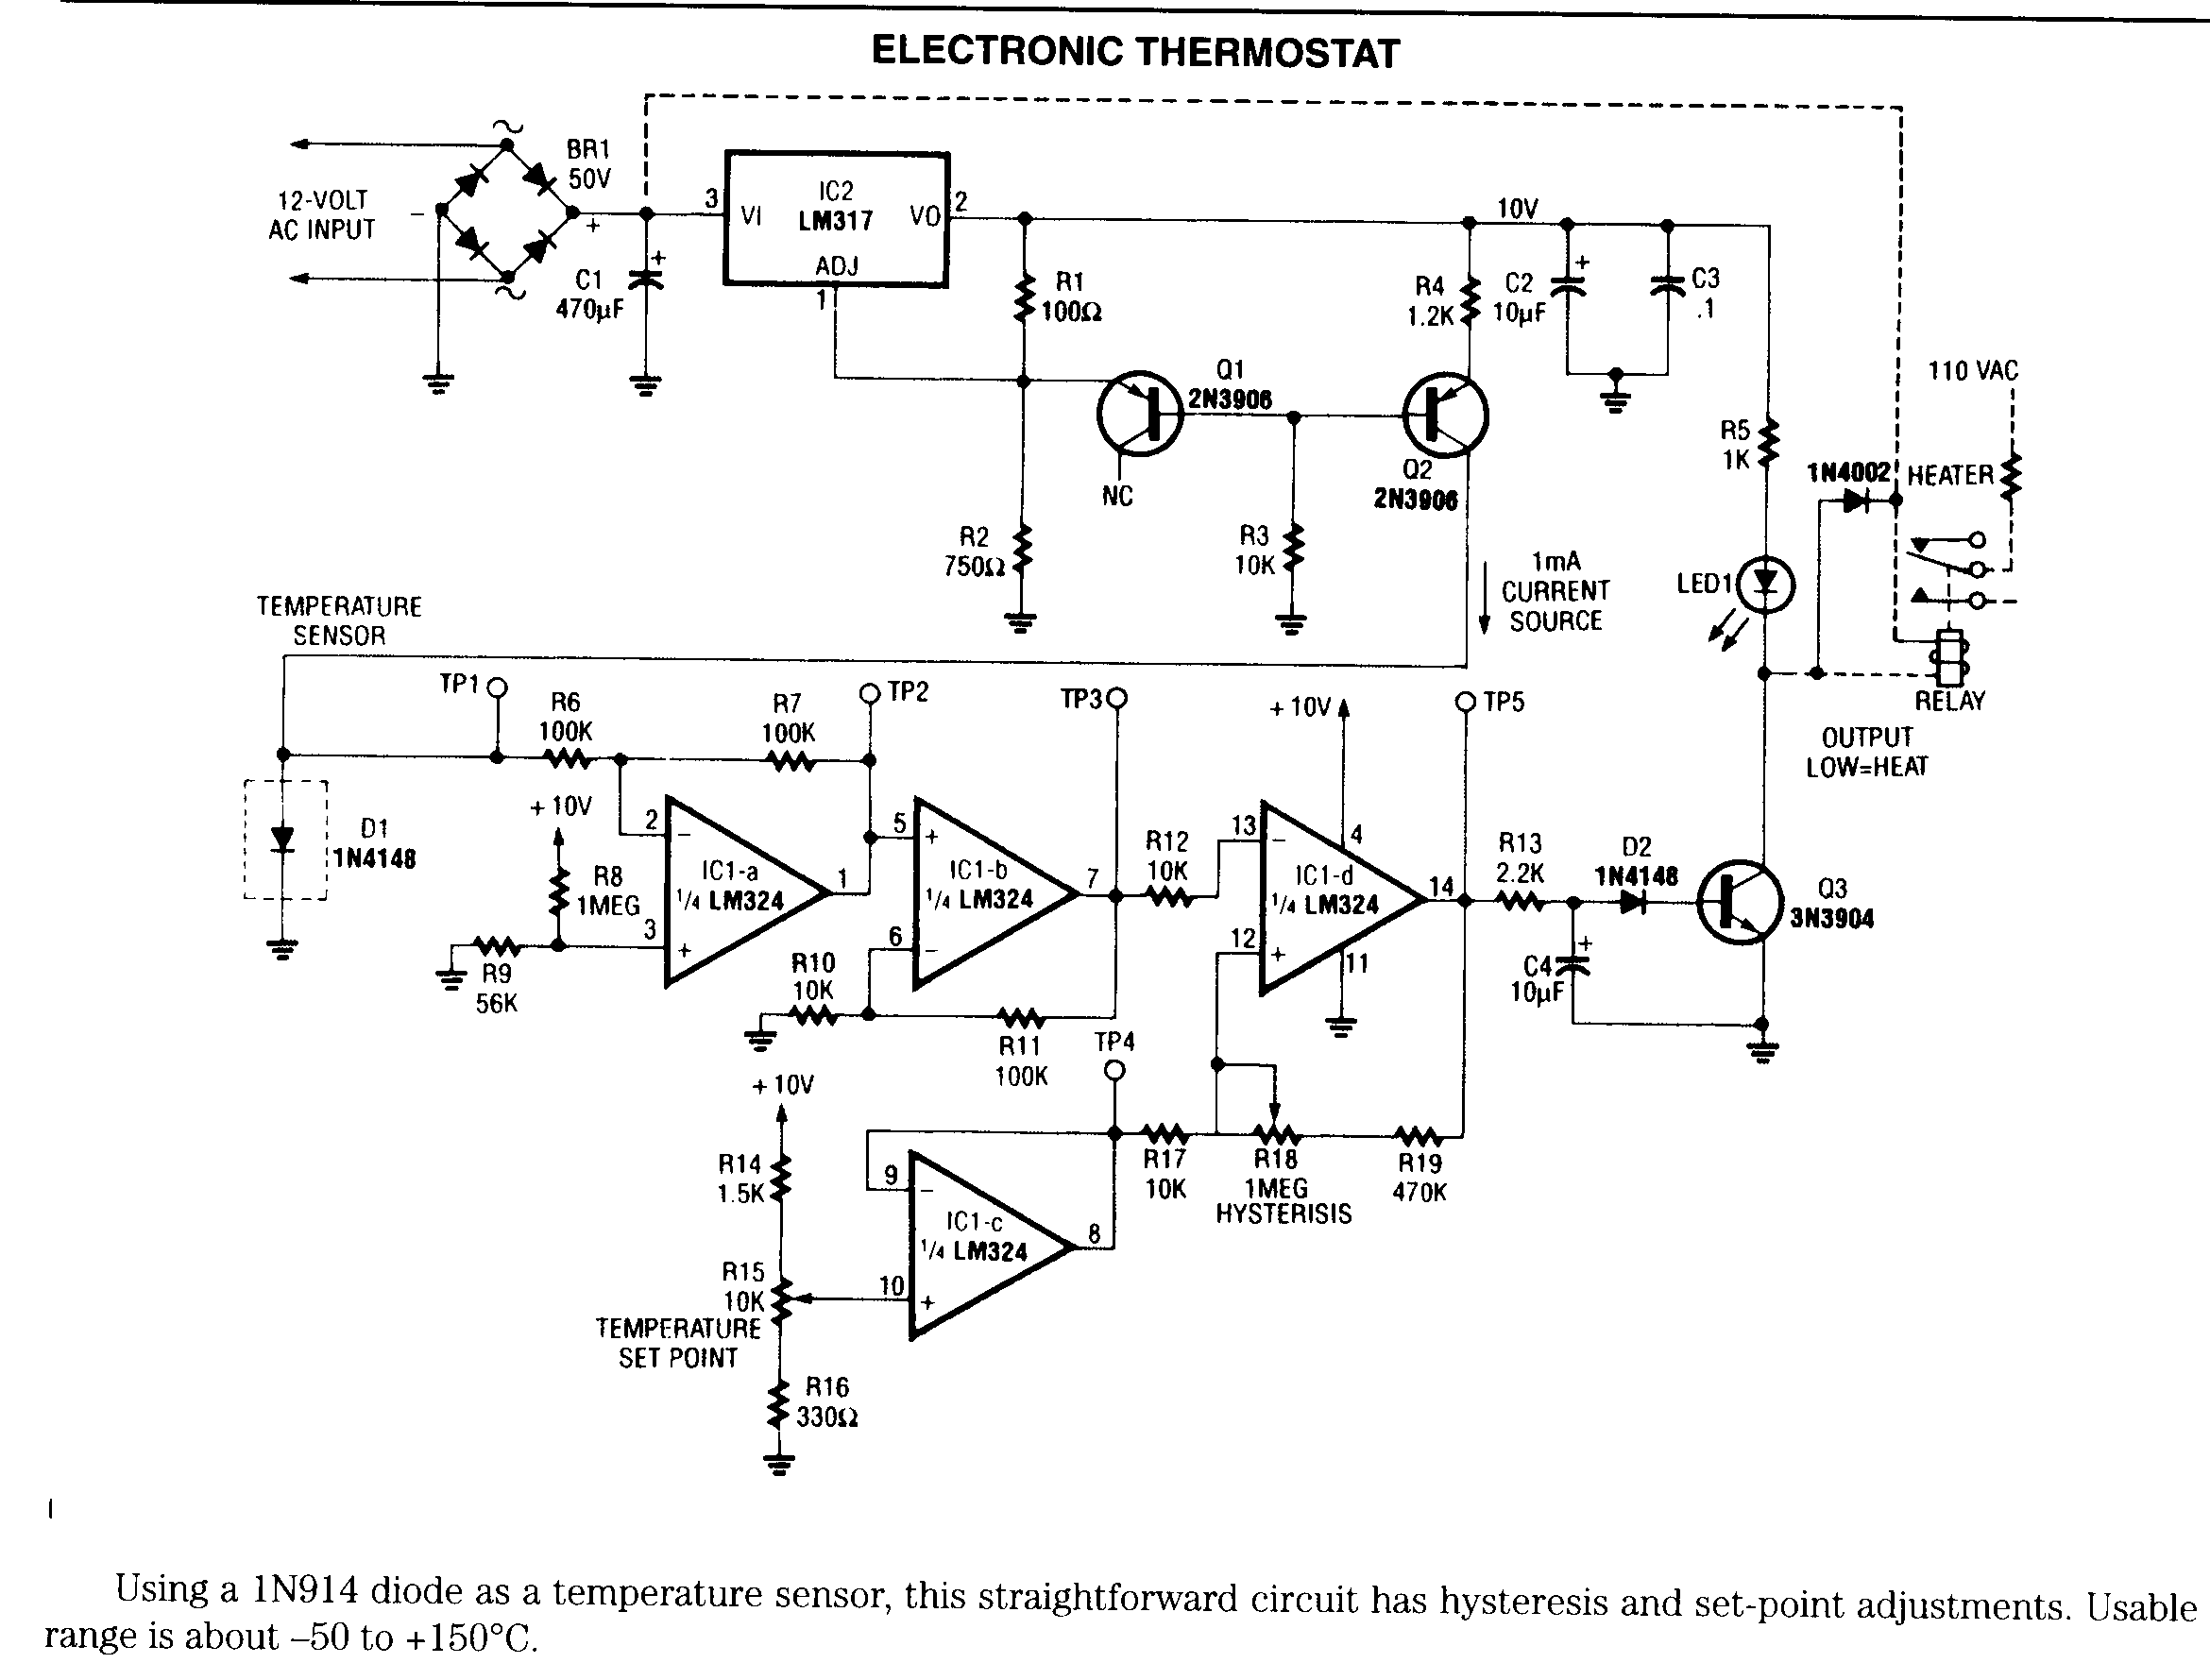 ELECTRONIC THERMOSTAT
12-VOLT
AC INPUT
BR1
50V
–
+
C1
470µF
+
3
VI
IC2
LM317
VO
2
ADJ
1
R1
100Ω
10V
R4
1.2K
C2
10µF
+
C3
.1
Q1
2N3906
NC
Q2
2N3906
R2
750Ω
R3
10K
1mA
CURRENT
SOURCE
R5
1K
LED1
1N4002
110 VAC
HEATER
RELAY
OUTPUT
LOW=HEAT
TEMPERATURE
SENSOR
TP1
R6
100K
R7
100K
TP2
TP3
+10V
TP5
D1
1N4148
+10V
R8
1MEG
R9
56K
2
–
3
+
IC1-a
1/4 LM324
1
5
+
6
–
IC1-b
1/4 LM324
7
R10
10K
R11
100K
R12
10K
13
–
12
+
IC1-d
1/4 LM324
4
11
14
R13
2.2K
D2
1N4148
C4
10µF
+
Q3
3N3904
TP4
+10V
R14
1.5K
R15
10K
TEMPERATURE
SET POINT
R16
330Ω
9
–
10
+
IC1-c
1/4 LM324
8
R17
10K
R18
1MEG
HYSTERISIS
R19
470K
Using a 1N914 diode as a temperature sensor, this straightforward circuit has hysteresis and set-point adjustments. Usable
range is about –50 to +150°C.